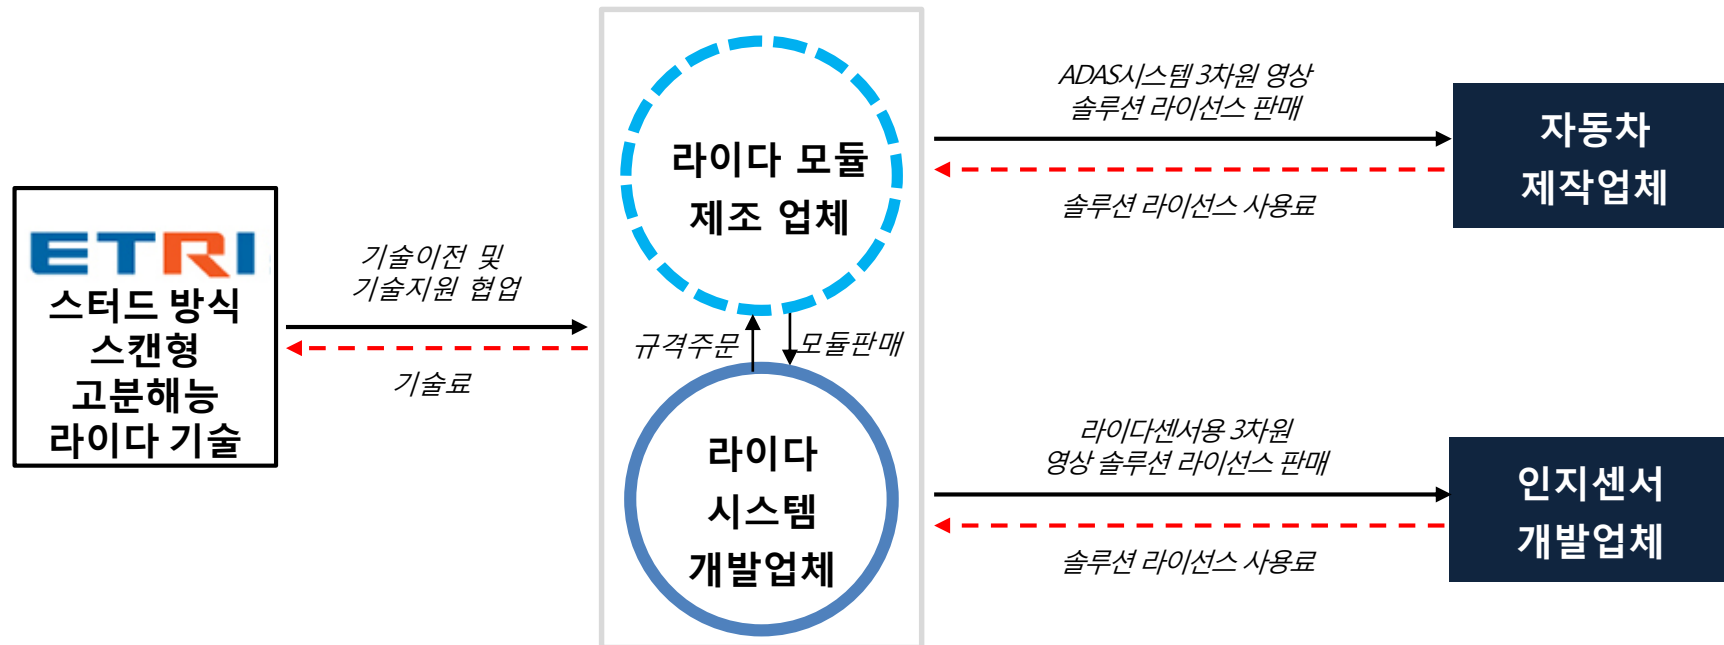 ETRI
스터드 방식
스캔형
고분해능
라이다 기술
기술이전 및
기술지원 협업
기술료
라이다 모듈
제조 업체
규격주문
모듈판매
라이다
시스템
개발업체
ADAS시스템 3차원 영상
솔루션 라이선스 판매
솔루션 라이선스 사용료
자동차
제작업체
라이다센서용 3차원
영상 솔루션 라이선스 판매
솔루션 라이선스 사용료
인지센서
개발업체